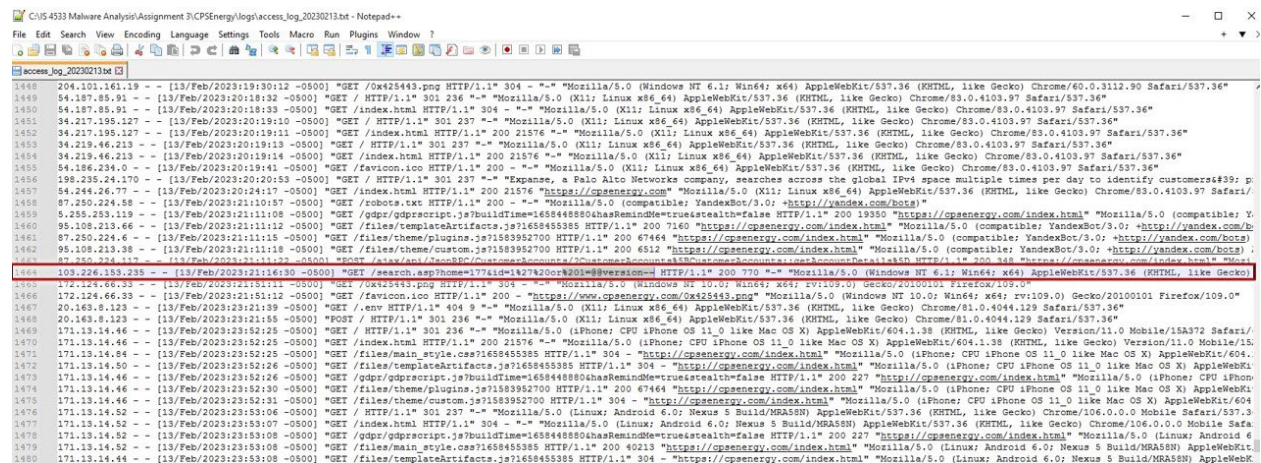 C:\IS 4533 Malware Analysis\Assignment 3\CPSEnergy\logs\access_log_20230213.txt - Notepad++
File Edit Search View Encoding Language Settings Tools Macro Run Plugins Window ?
access_log_20230213.txt
1448 204.101.161.19 - - [13/Feb/2023:19:30:12 -0500] "GET /0x425443.png HTTP/1.1" 304 - "-" "Mozilla/5.0 (Windows NT 6.1; Win64; x64) AppleWebKit/537.36 (KHTML, like Gecko) Chrome/60.0.3112.90 Safari/537.36"
1449 54.187.85.91 - - [13/Feb/2023:20:18:32 -0500] "GET / HTTP/1.1" 301 236 "-" "Mozilla/5.0 (X11; Linux x86_64) AppleWebKit/537.36 (KHTML, like Gecko) Chrome/83.0.4103.97 Safari/537.36"
1450 54.187.85.91 - - [13/Feb/2023:20:18:33 -0500] "GET /index.html HTTP/1.1" 304 - "-" "Mozilla/5.0 (X11; Linux x86_64) AppleWebKit/537.36 (KHTML, like Gecko) Chrome/83.0.4103.97 Safari/537.36"
1451 34.217.195.127 - - [13/Feb/2023:20:19:10 -0500] "GET / HTTP/1.1" 301 237 "-" "Mozilla/5.0 (X11; Linux x86_64) AppleWebKit/537.36 (KHTML, like Gecko) Chrome/83.0.4103.97 Safari/537.36"
1452 34.217.195.127 - - [13/Feb/2023:20:19:11 -0500] "GET /index.html HTTP/1.1" 200 21576 "-" "Mozilla/5.0 (X11; Linux x86_64) AppleWebKit/537.36 (KHTML, like Gecko) Chrome/83.0.4103.97 Safari/537.36"
1453 34.219.46.213 - - [13/Feb/2023:20:19:13 -0500] "GET / HTTP/1.1" 301 237 "-" "Mozilla/5.0 (X11; Linux x86_64) AppleWebKit/537.36 (KHTML, like Gecko) Chrome/83.0.4103.97 Safari/537.36"
1454 34.219.46.213 - - [13/Feb/2023:20:19:14 -0500] "GET /index.html HTTP/1.1" 200 21576 "-" "Mozilla/5.0 (X11; Linux x86_64) AppleWebKit/537.36 (KHTML, like Gecko) Chrome/83.0.4103.97 Safari/537.36"
1455 54.186.234.0 - - [13/Feb/2023:20:19:41 -0500] "GET /favicon.ico HTTP/1.1" 200 - "-" "Mozilla/5.0 (X11; Linux x86_64) AppleWebKit/537.36 (KHTML, like Gecko) Chrome/83.0.4103.97 Safari/537.36"
1456 198.235.24.170 - - [13/Feb/2023:20:20:53 -0500] "GET / HTTP/1.1" 301 237 "-" "Expanse, a Palo Alto Networks company, searches across the global IPv4 space multiple times per day to identify customers&#39; p
1457 54.244.26.77 - - [13/Feb/2023:20:24:17 -0500] "GET /index.html HTTP/1.1" 200 21576 "https://cpsenergy.com" "Mozilla/5.0 (X11; Linux x86_64) AppleWebKit/537.36 (KHTML, like Gecko) Chrome/83.0.4103.97 Safari/
1458 87.250.224.58 - - [13/Feb/2023:21:10:57 -0500] "GET /robots.txt HTTP/1.1" 200 - "-" "Mozilla/5.0 (compatible; YandexBot/3.0; +http://yandex.com/bots)"
1459 5.255.253.119 - - [13/Feb/2023:21:11:08 -0500] "GET /gdpr/gdprscript.js?buildTime=1658448880&hasRemindMe=true&stealth=false HTTP/1.1" 200 19350 "https://cpsenergy.com/index.html" "Mozilla/5.0 (compatible; Y
1460 95.108.213.66 - - [13/Feb/2023:21:11:12 -0500] "GET /files/templateArtifacts.js?1658455385 HTTP/1.1" 200 7160 "https://cpsenergy.com/index.html" "Mozilla/5.0 (compatible; YandexBot/3.0; +http://yandex.com/b
1461 87.250.224.6 - - [13/Feb/2023:21:11:15 -0500] "GET /files/theme/plugins.js?1583952700 HTTP/1.1" 200 67464 "https://cpsenergy.com/index.html" "Mozilla/5.0 (compatible; YandexBot/3.0; +http://yandex.com/bots)
1462 95.108.213.38 - - [13/Feb/2023:21:11:18 -0500] "GET /files/theme/custom.js?1583952700 HTTP/1.1" 200 6512 "https://cpsenergy.com/index.html" "Mozilla/5.0 (compatible; YandexBot/3.0; +http://yandex.com/bots)
1464 103.226.153.235 - - [13/Feb/2023:21:16:30 -0500] "GET /search.asp?home=177&id=1%27%20or%201=@@version-- HTTP/1.1" 200 770 "-" "Mozilla/5.0 (Windows NT 6.1; Win64; x64) AppleWebKit/537.36 (KHTML, like Gecko)
1465 172.124.66.33 - - [13/Feb/2023:21:52:25 -0500] "GET /0x425443.png HTTP/1.1" 304 - "-" "Mozilla/5.0 (Windows NT 10.0; Win64; x64; rv:109.0) Gecko/20100101 Firefox/109.0"
1466 172.124.66.33 - - [13/Feb/2023:21:52:11 -0500] "GET /favicon.ico HTTP/1.1" 200 - "https://www.cpsenergy.com/0x425443.png" "Mozilla/5.0 (Windows NT 10.0; Win64; x64; rv:109.0) Gecko/20100101 Firefox/109.0"
1467 20.163.8.123 - - [13/Feb/2023:23:21:39 -0500] "GET /.env HTTP/1.1" 404 9 "-" "Mozilla/5.0 (X11; Linux x86_64) AppleWebKit/537.36 (KHTML, like Gecko) Chrome/81.0.4044.129 Safari/537.36"
1468 20.163.8.123 - - [13/Feb/2023:23:21:55 -0500] "POST / HTTP/1.1" 301 236 "-" "Mozilla/5.0 (X11; Linux x86_64) AppleWebKit/537.36 (KHTML, like Gecko) Chrome/81.0.4044.129 Safari/537.36"
1469 171.13.14.46 - - [13/Feb/2023:23:52:25 -0500] "GET / HTTP/1.1" 301 236 "-" "Mozilla/5.0 (iPhone; CPU iPhone OS 11_0 like Mac OS X) AppleWebKit/604.1.38 (KHTML, like Gecko) Version/11.0 Mobile/15A372 Safari/
1470 171.13.14.46 - - [13/Feb/2023:23:52:25 -0500] "GET /index.html HTTP/1.1" 304 - "-" "Mozilla/5.0 (iPhone; CPU iPhone OS 11_0 like Mac OS X) AppleWebKit/604.1.38 (KHTML, like Gecko) Version/11.0 Mobile/15
1471 171.13.14.84 - - [13/Feb/2023:23:52:25 -0500] "GET /files/main_style.css?1658455385 HTTP/1.1" 304 - "http://cpsenergy.com/index.html" "Mozilla/5.0 (iPhone; CPU iPhone OS 11_0 like Mac OS X) AppleWebKit/604.
1472 171.13.14.50 - - [13/Feb/2023:23:52:26 -0500] "GET /files/templateArtifacts.js?1658455385 HTTP/1.1" 304 - "http://cpsenergy.com/index.html" "Mozilla/5.0 (iPhone; CPU iPhone OS 11_0 like Mac OS X) AppleWebKi
1473 171.13.14.46 - - [13/Feb/2023:23:52:26 -0500] "GET /gdpr/gdprscript.js?buildTime=1658448880&hasRemindMe=true&stealth=false HTTP/1.1" 200 227 "http://cpsenergy.com/index.html" "Mozilla/5.0 (iPhone; CPU iPhon
1474 171.13.14.46 - - [13/Feb/2023:23:52:30 -0500] "GET /files/theme/plugins.js?1583952700 HTTP/1.1" 200 67464 "http://cpsenergy.com/index.html" "Mozilla/5.0 (iPhone; CPU iPhone OS 11_0 like Mac OS X) AppleWebKi
1475 171.13.14.46 - - [13/Feb/2023:23:52:31 -0500] "GET /files/theme/custom.js?1583952700 HTTP/1.1" 304 - "http://cpsenergy.com/index.html" "Mozilla/5.0 (iPhone; CPU iPhone OS 11_0 like Mac OS X) AppleWebKit/604
1476 171.13.14.52 - - [13/Feb/2023:23:53:06 -0500] "GET / HTTP/1.1" 301 237 "-" "Mozilla/5.0 (Linux; Android 6.0; Nexus 5 Build/MRA58N) AppleWebKit/537.36 (KHTML, like Gecko) Chrome/106.0.0.0 Mobile Safari/537.3
1477 171.13.14.52 - - [13/Feb/2023:23:53:07 -0500] "GET /index.html HTTP/1.1" 304 - "-" "Mozilla/5.0 (Linux; Android 6.0; Nexus 5 Build/MRA58N) AppleWebKit/537.36 (KHTML, like Gecko) Chrome/106.0.0.0 Mobile Safa
1478 171.13.14.52 - - [13/Feb/2023:23:53:08 -0500] "GET /gdpr/gdprscript.js?buildTime=1658448880&hasRemindMe=true&stealth=false HTTP/1.1" 200 227 "https://cpsenergy.com/index.html" "Mozilla/5.0 (Linux; Android 6
1479 171.13.14.52 - - [13/Feb/2023:23:53:08 -0500] "GET /files/main_style.css?1658455385 HTTP/1.1" 200 40213 "https://cpsenergy.com/index.html" "Mozilla/5.0 (Linux; Android 6.0; Nexus 5 Build/MRA58N) AppleWebKit
1480 171.13.14.44 - - [13/Feb/2023:23:53:08 -0500] "GET /files/templateArtifacts.js?1658455385 HTTP/1.1" 304 - "https://cpsenergy.com/index.html" "Mozilla/5.0 (Linux; Android 6.0; Nexus 5 Build/MRA58N) AppleWebK